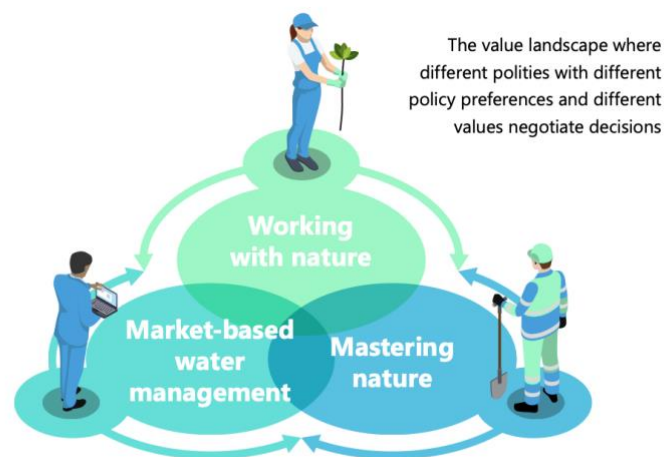 The value landscape where
different polities with different
policy preferences and different
values negotiate decisions
Working
with nature
Market-based
water
management
Mastering
nature